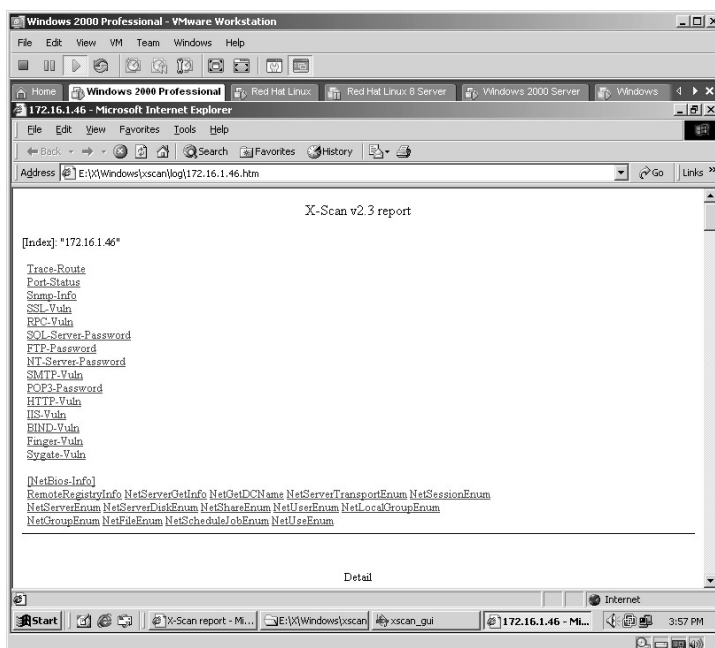 Windows 2000 Professional - VMware Workstation
File Edit View VM Team Windows Help
Home Windows 2000 Professional Red Hat Linux Red Hat Linux 8 Server Windows 2000 Server Windows
172.16.1.46 - Microsoft Internet Explorer
File Edit View Favorites Tools Help
Back Search Favorites History
Address E:\X\Windows\xscan\log\172.16.1.46.htm Go Links »
X-Scan v2.3 report
[Index]: "172.16.1.46"
Trace-Route
Port-Status
Snmp-Info
SSL-Vuln
RPC-Vuln
SQL-Server-Password
FTP-Password
NT-Server-Password
SMTP-Vuln
POP3-Password
HTTP-Vuln
IIS-Vuln
BIND-Vuln
Finger-Vuln
Sygate-Vuln
[NetBios-Info]
RemoteRegistryInfo NetServerGetInfo NetGetDCName NetServerTransportEnum NetSessionEnum
NetServerEnum NetServerDiskEnum NetShareEnum NetUserEnum NetLocalGroupEnum
NetGroupEnum NetFileEnum NetScheduleJobEnum NetUseEnum
Detail
Internet
Start X-Scan report - Mi... E:\X\Windows\xscan xscan_gui 172.16.1.46 - Mi... 3:57 PM